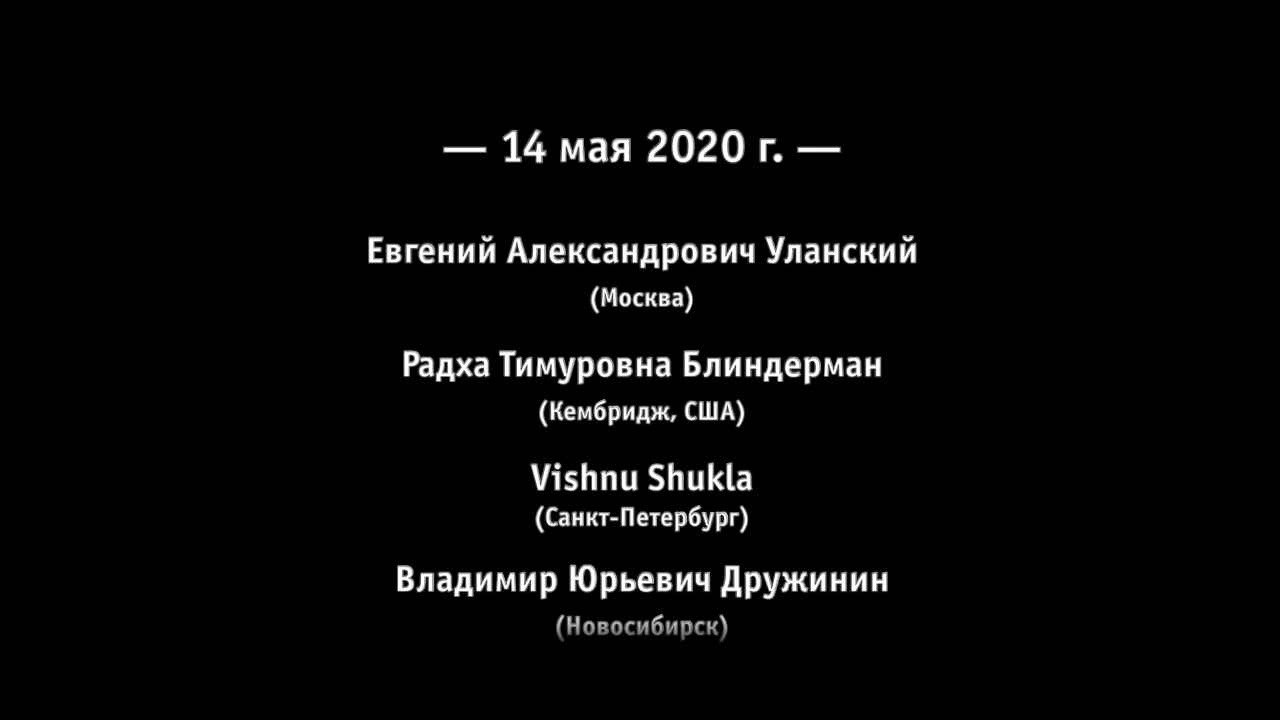 — 14 мая 2020 г. —
Евгений Александрович Уланский
(Москва)
Радха Тимуровна Блиндерман
(Кембридж, США)
Vishnu Shukla
(Санкт-Петербург)
Владимир Юрьевич Дружинин
(Новосибирск)